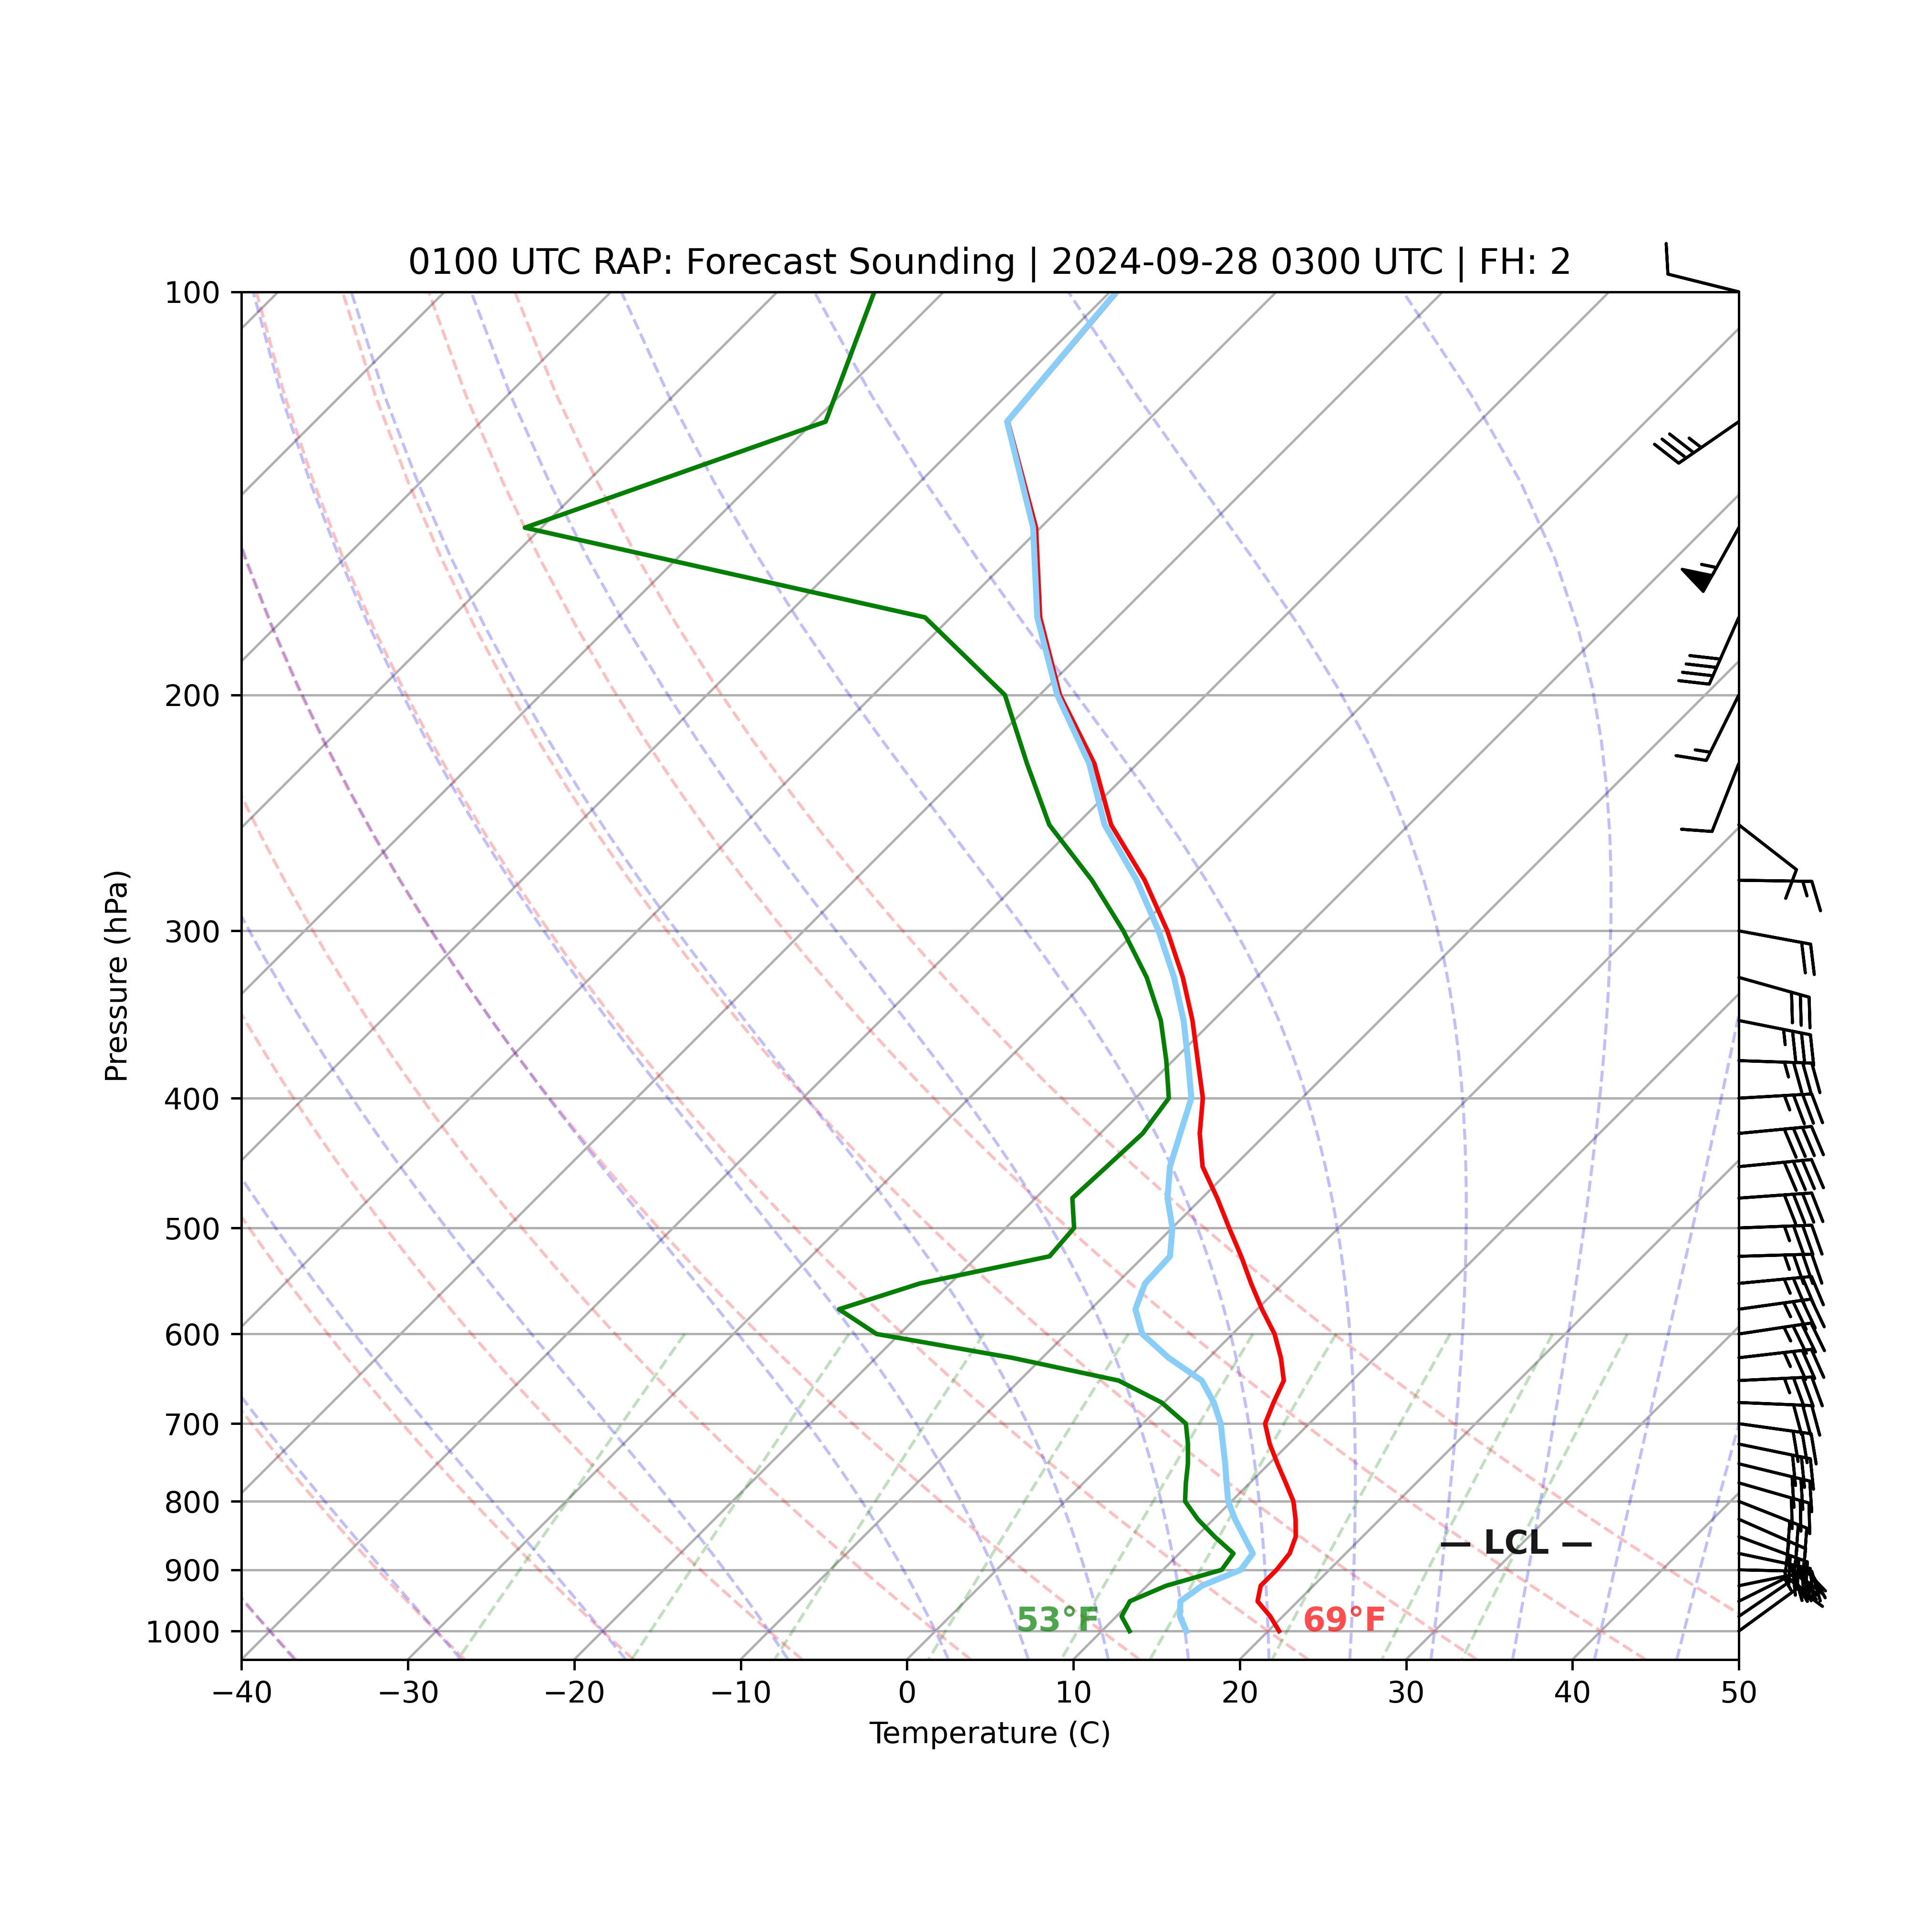 0100 UTC RAP: Forecast Sounding | 2024-09-28 0300 UTC | FH: 2
100
200
300
400
500
600
700
800
900
1000
Pressure (hPa)
— LCL —
53°F
69°F
−40 −30 −20 −10 0 10 20 30 40 50
Temperature (C)